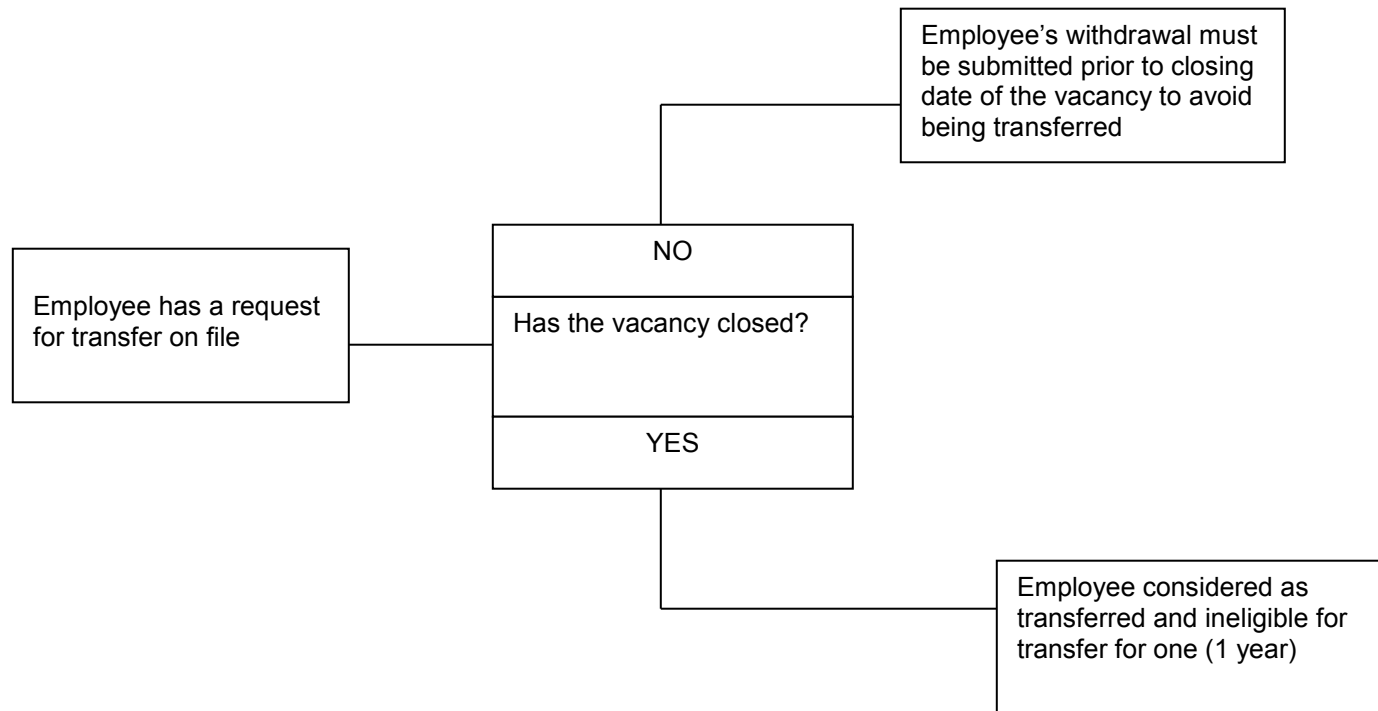 Employee’s withdrawal must
be submitted prior to closing
date of the vacancy to avoid
being transferred
NO
Employee has a request
for transfer on file
Has the vacancy closed?
YES
Employee considered as
transferred and ineligible for
transfer for one (1 year)